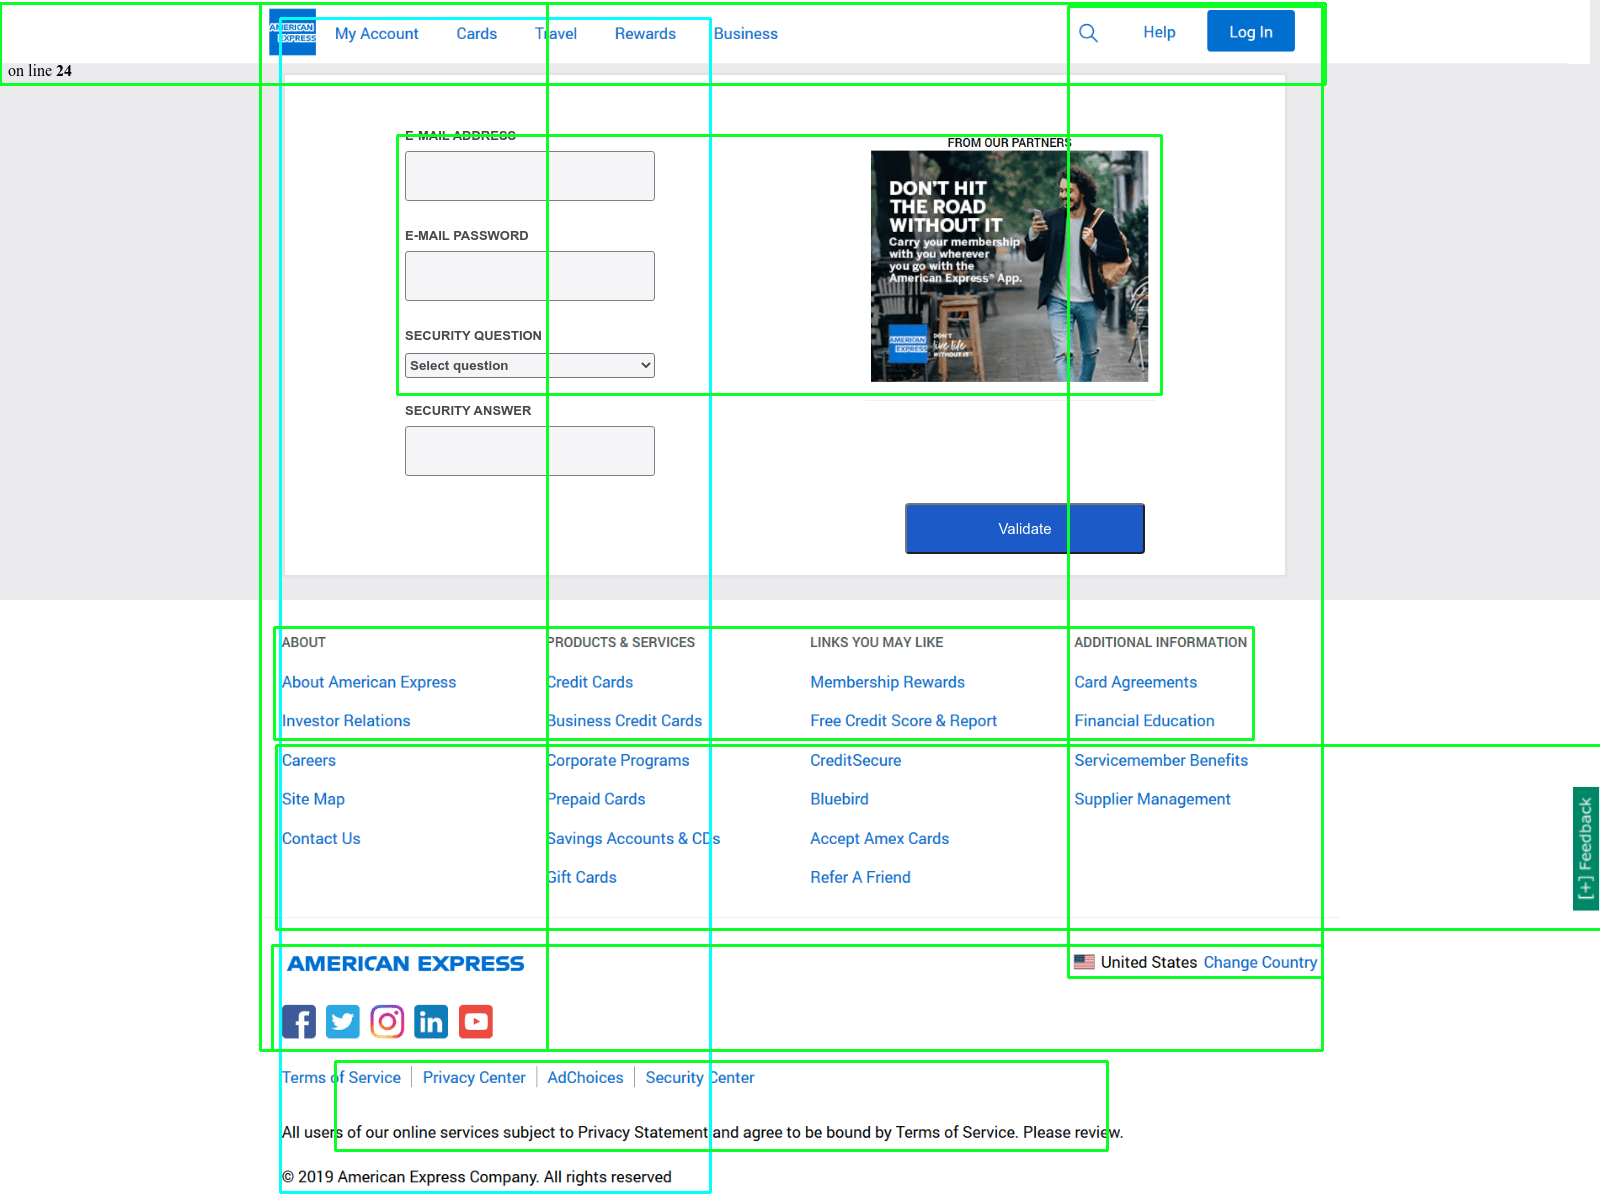 AMERICAN EXPRESS
My Account Cards Travel Rewards Business Help Log In
on line 24
E-MAIL ADDRESS
E-MAIL PASSWORD
SECURITY QUESTION
Select question
SECURITY ANSWER
FROM OUR PARTNERS
DON'T HIT
THE ROAD
WITHOUT IT
Carry your membership
with you wherever
you go with the
American Express® App.
AMERICAN EXPRESS
DON'T
live life
WITHOUT IT
Validate
ABOUT
About American Express
Investor Relations
Careers
Site Map
Contact Us
PRODUCTS & SERVICES
Credit Cards
Business Credit Cards
Corporate Programs
Prepaid Cards
Savings Accounts & CDs
Gift Cards
LINKS YOU MAY LIKE
Membership Rewards
Free Credit Score & Report
CreditSecure
Bluebird
Accept Amex Cards
Refer A Friend
ADDITIONAL INFORMATION
Card Agreements
Financial Education
Servicemember Benefits
Supplier Management
[+] Feedback
AMERICAN EXPRESS
United States Change Country
Terms of Service Privacy Center AdChoices Security Center
All users of our online services subject to Privacy Statement and agree to be bound by Terms of Service. Please review.
© 2019 American Express Company. All rights reserved